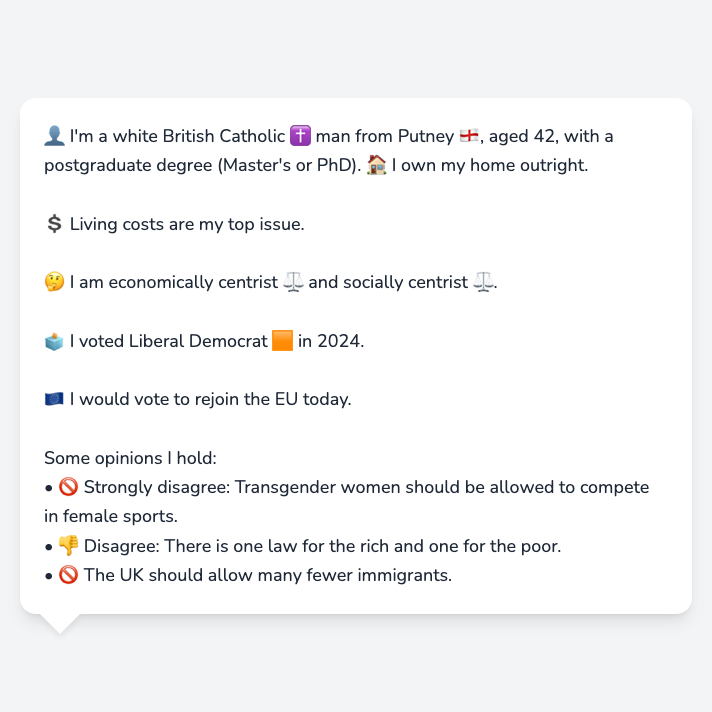 👤 I'm a white British Catholic ✝️ man from Putney 🏴󠁧󠁢󠁥󠁮󠁧󠁿, aged 42, with a
postgraduate degree (Master's or PhD). 🏠 I own my home outright.
💲 Living costs are my top issue.
🤔 I am economically centrist ⚖️ and socially centrist ⚖️.
🗳️ I voted Liberal Democrat 🟧 in 2024.
🇪🇺 I would vote to rejoin the EU today.
Some opinions I hold:
• 🚫 Strongly disagree: Transgender women should be allowed to compete
in female sports.
• 👎 Disagree: There is one law for the rich and one for the poor.
• 🚫 The UK should allow many fewer immigrants.